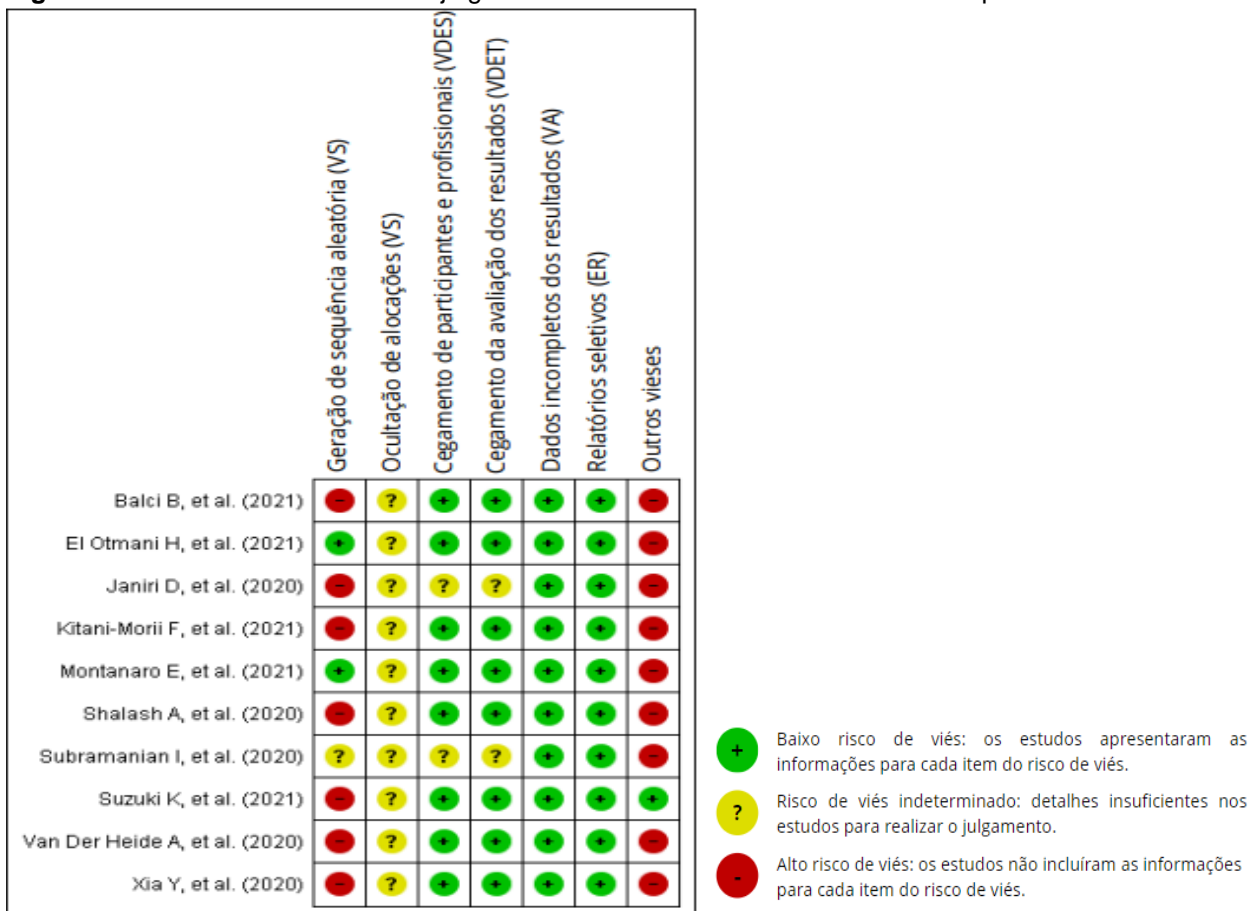 Geração de sequência aleatória (VS)
Ocultação de alocações (VS)
Cegamento de participantes e profissionais (VDES)
Cegamento da avaliação dos resultados (VDET)
Dados incompletos dos resultados (VA)
Relatórios seletivos (ER)
Outros vieses
Balci B, et al. (2021) - ? + + + + -
El Otmani H, et al. (2021) + ? + + + + -
Janiri D, et al. (2020) - ? ? ? + + -
Kitani-Morii F, et al. (2021) - ? + + + + -
Montanaro E, et al. (2021) + ? + + + + -
Shalash A, et al. (2020) - ? + + + + -
Subramanian I, et al. (2020) ? ? ? ? + + -
Suzuki K, et al. (2021) - ? + + + + +
Van Der Heide A, et al. (2020) - ? + + + + -
Xia Y, et al. (2020) - ? + + + + -
+ Baixo risco de viés: os estudos apresentaram as
informações para cada item do risco de viés.
? Risco de viés indeterminado: detalhes insuficientes nos
estudos para realizar o julgamento.
- Alto risco de viés: os estudos não incluíram as informações
para cada item do risco de viés.